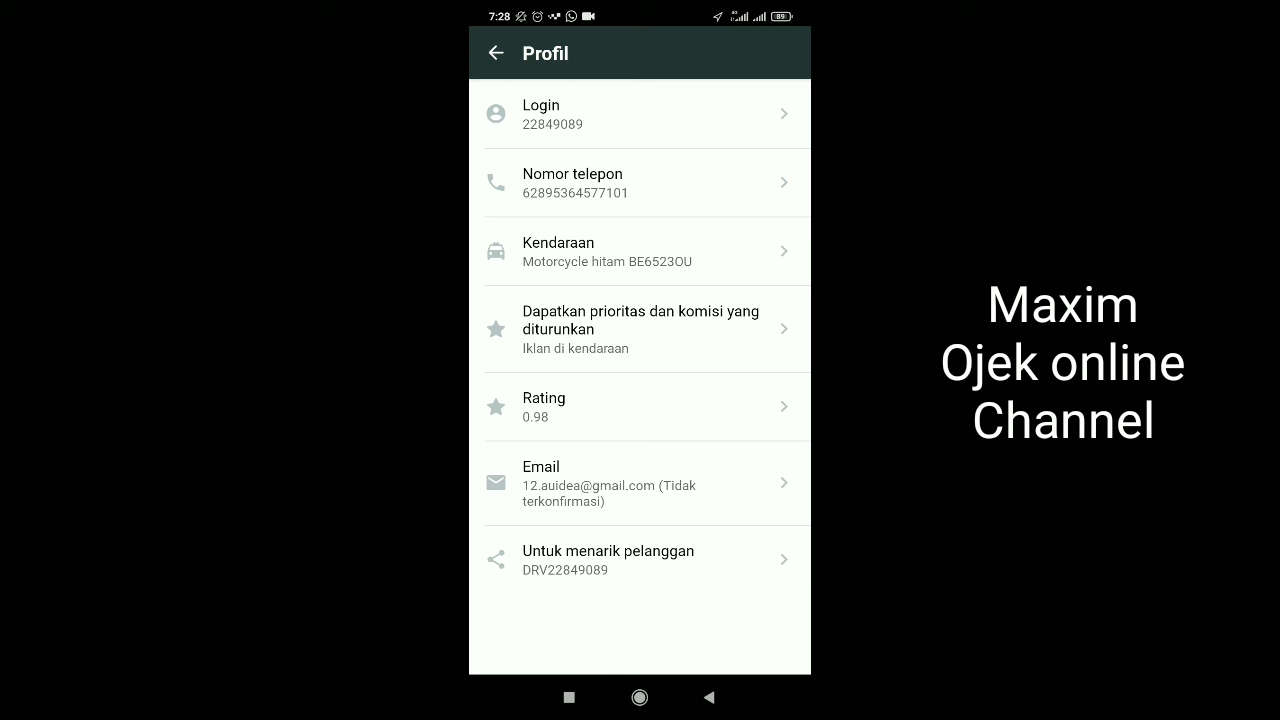 7:28
4G
89
Profil
Login
22849089
Nomor telepon
62895364577101
Kendaraan
Motorcycle hitam BE6523OU
Dapatkan prioritas dan komisi yang
diturunkan
Iklan di kendaraan
Rating
0.98
Email
12.auidea@gmail.com (Tidak
terkonfirmasi)
Untuk menarik pelanggan
DRV22849089
Maxim
Ojek online
Channel